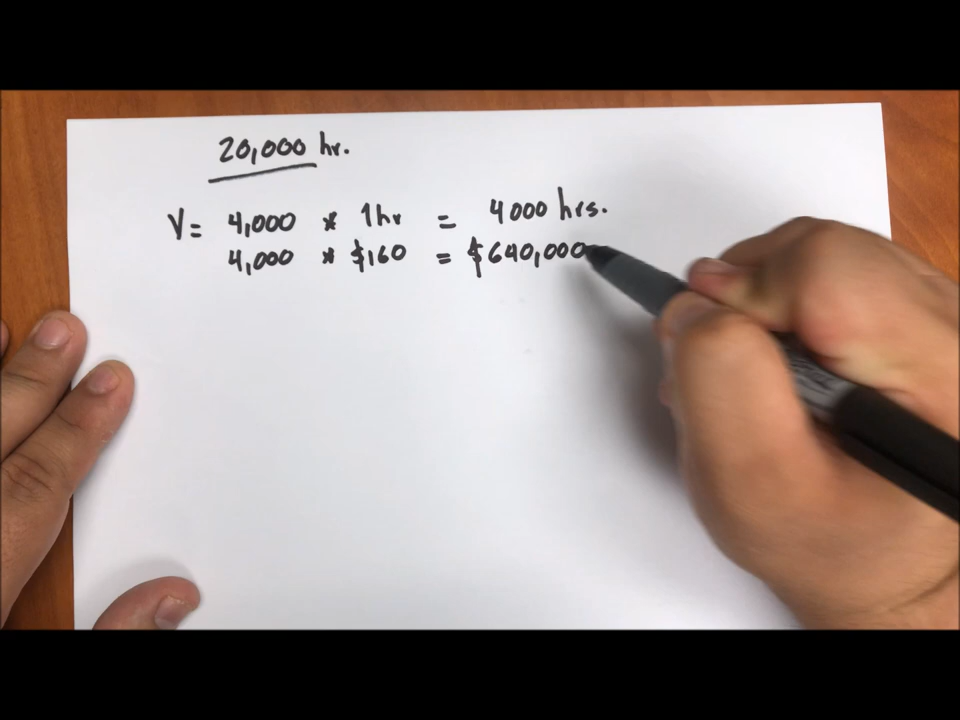 20,000 hr.
V = 4,000 * 1hr = 4000 hrs.
4,000 * $160 = $640,000